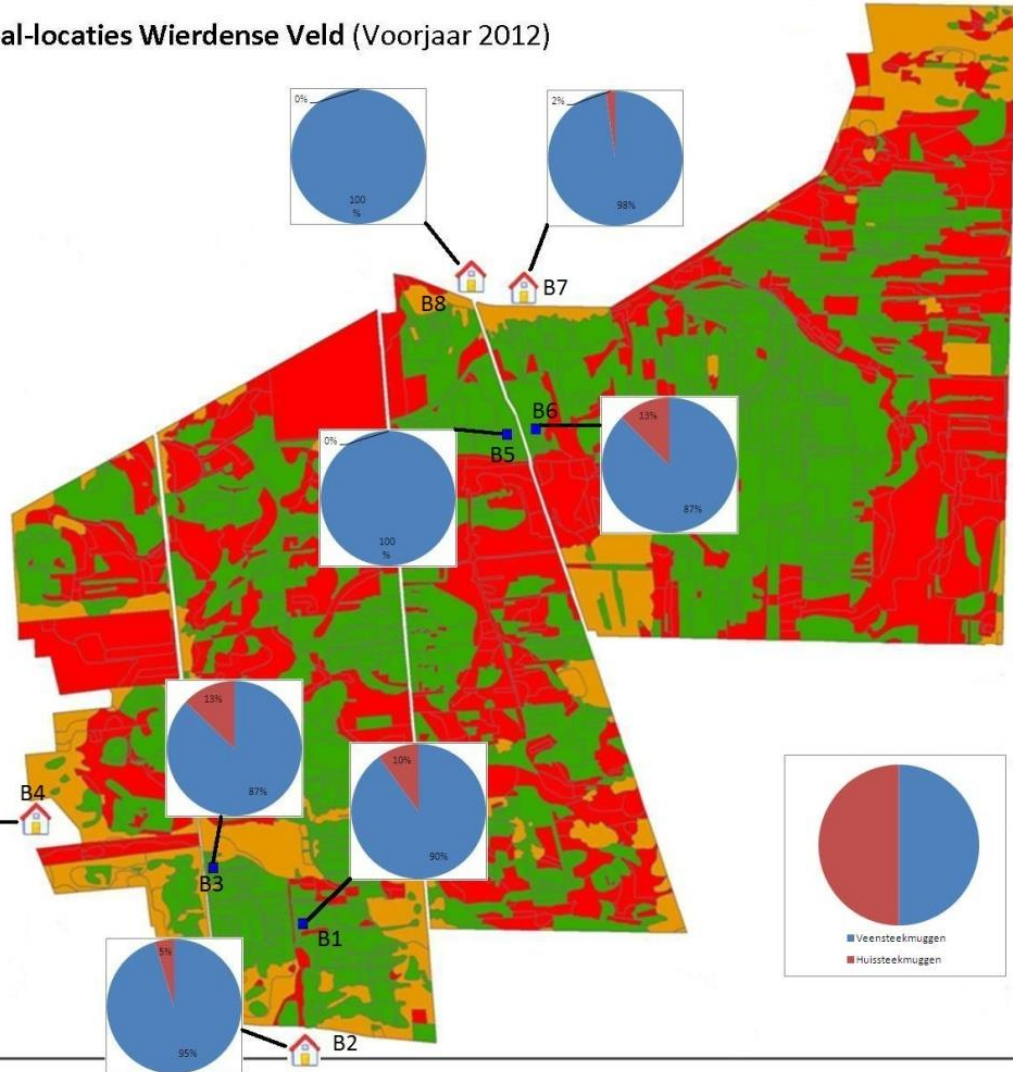 al-locaties Wierdense Veld (Voorjaar 2012)
0%
100
%
2%
98%
B8
B7
B6
13%
87%
B5
0%
100
%
13%
87%
10%
90%
B4
B3
B1
Veensteekmuggen
Huissteekmuggen
5%
95%
B2